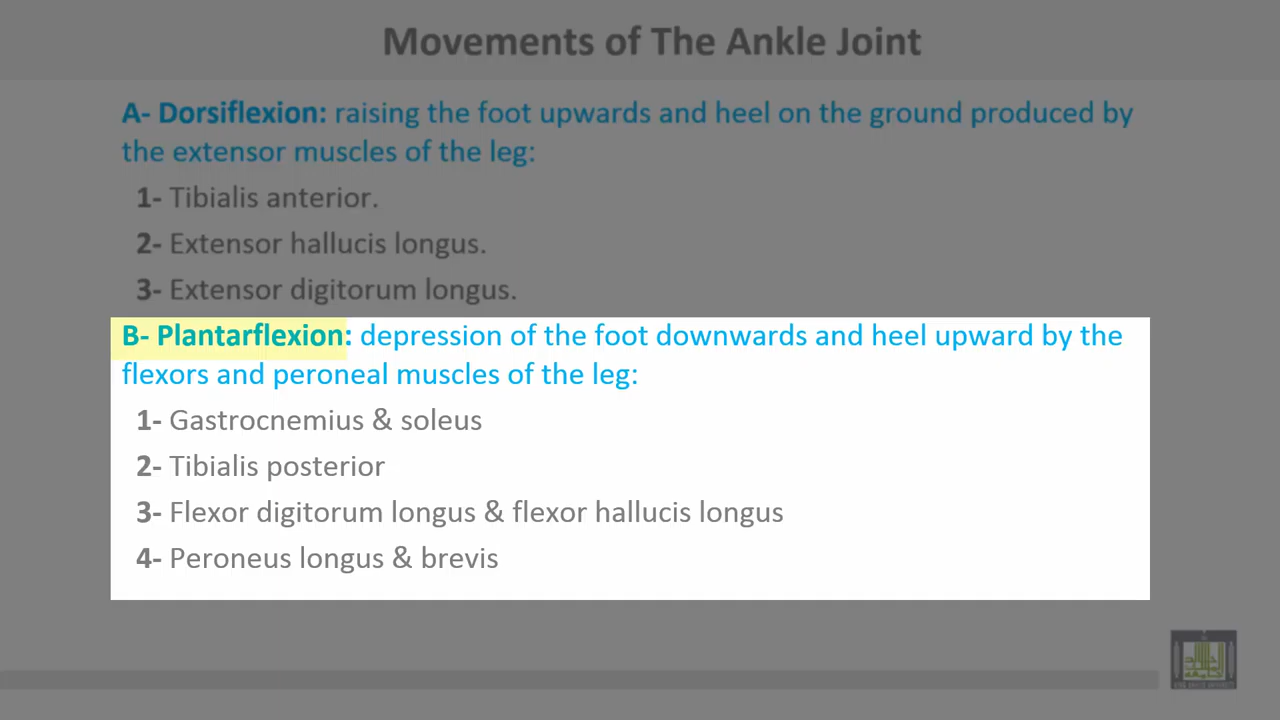 Movements of The Ankle Joint
A- Dorsiflexion: raising the foot upwards and heel on the ground produced by
the extensor muscles of the leg:
1- Tibialis anterior.
2- Extensor hallucis longus.
3- Extensor digitorum longus.
B- Plantarflexion: depression of the foot downwards and heel upward by the
flexors and peroneal muscles of the leg:
1- Gastrocnemius & soleus
2- Tibialis posterior
3- Flexor digitorum longus & flexor hallucis longus
4- Peroneus longus & brevis